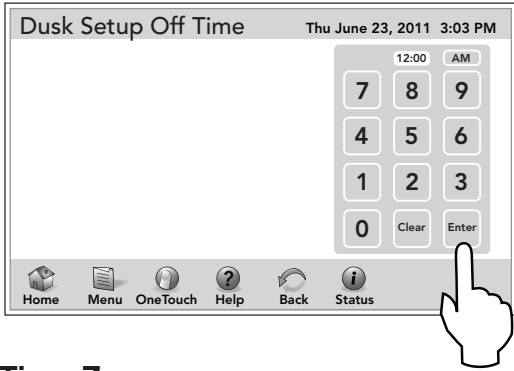 Dusk Setup Off Time Thu June 23, 2011 3:03 PM
12:00 AM
7 8 9
4 5 6
1 2 3
0 Clear Enter
Home Menu OneTouch Help Back Status